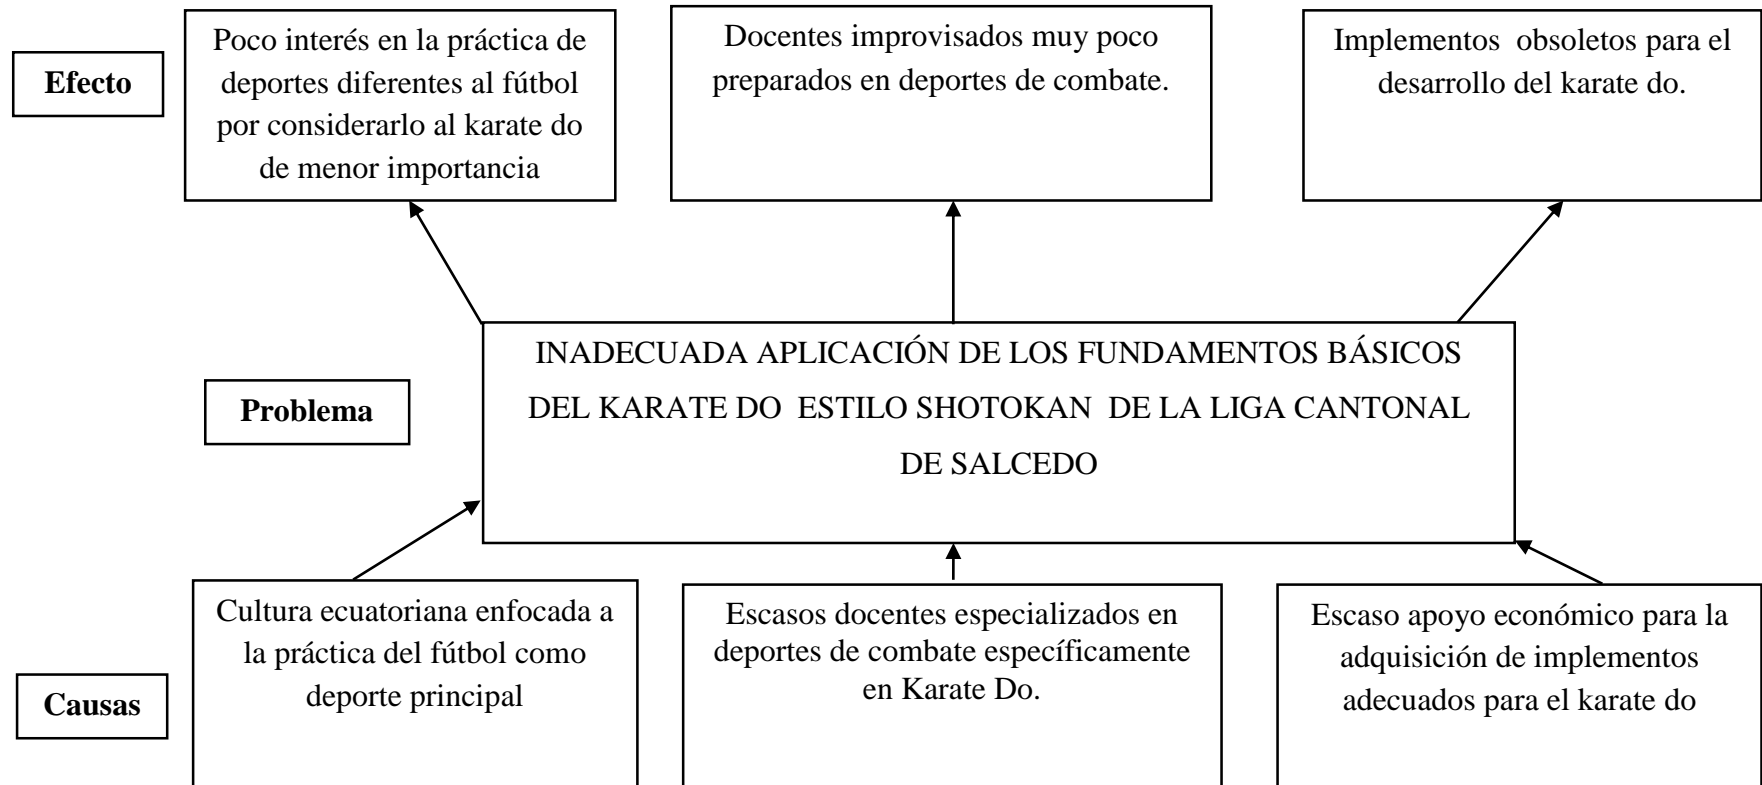 Efecto
Poco interés en la práctica de
deportes diferentes al fútbol
por considerarlo al karate do
de menor importancia
Docentes improvisados muy poco
preparados en deportes de combate.
Implementos  obsoletos para el
desarrollo del karate do.
Problema
INADECUADA APLICACIÓN DE LOS FUNDAMENTOS BÁSICOS
DEL KARATE DO  ESTILO SHOTOKAN  DE LA LIGA CANTONAL
DE SALCEDO
Causas
Cultura ecuatoriana enfocada a
la práctica del fútbol como
deporte principal
Escasos docentes especializados en
deportes de combate específicamente
en Karate Do.
Escaso apoyo económico para la
adquisición de implementos
adecuados para el karate do